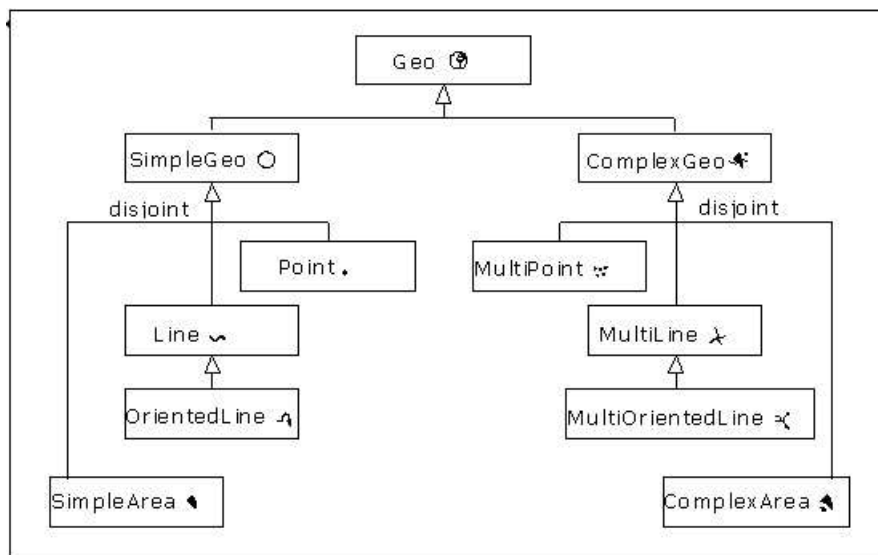 Geo
SimpleGeo
ComplexGeo
disjoint
disjoint
Point
MultiPoint
Line
MultiLine
OrientedLine
MultiOrientedLine
SimpleArea
ComplexArea